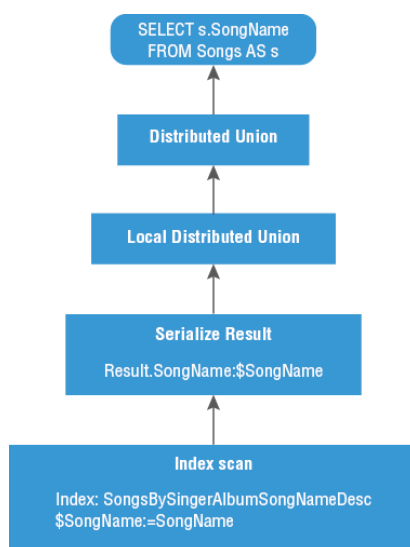 SELECT s.SongName
FROM Songs AS s
Distributed Union
Local Distributed Union
Serialize Result
Result.SongName:$SongName
Index scan
Index: SongsBySingerAlbumSongNameDesc
$SongName:=SongName